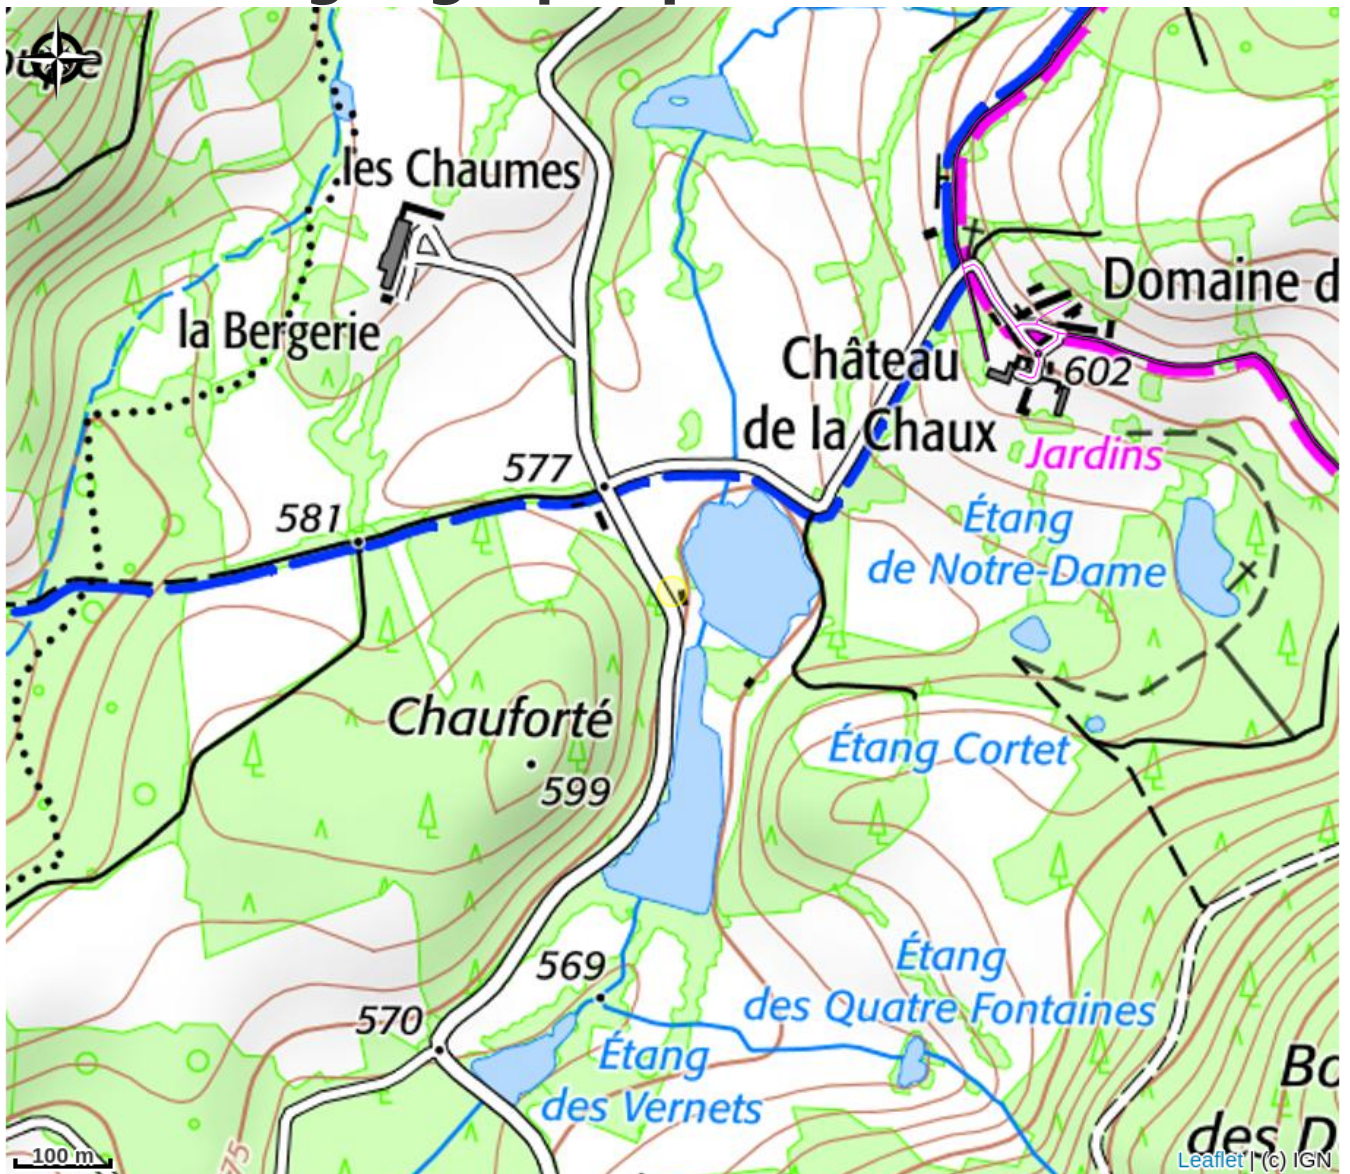 les Chaumes
la Bergerie
Domaine d
Château
de la Chaux
602
Jardins
577
581
Étang
de Notre-Dame
Chauforté
599
Étang Cortet
569
570
Étang
des Quatre Fontaines
Étang
des Vernets
Bo
des D
75
100 m
Leaflet | (c) IGN